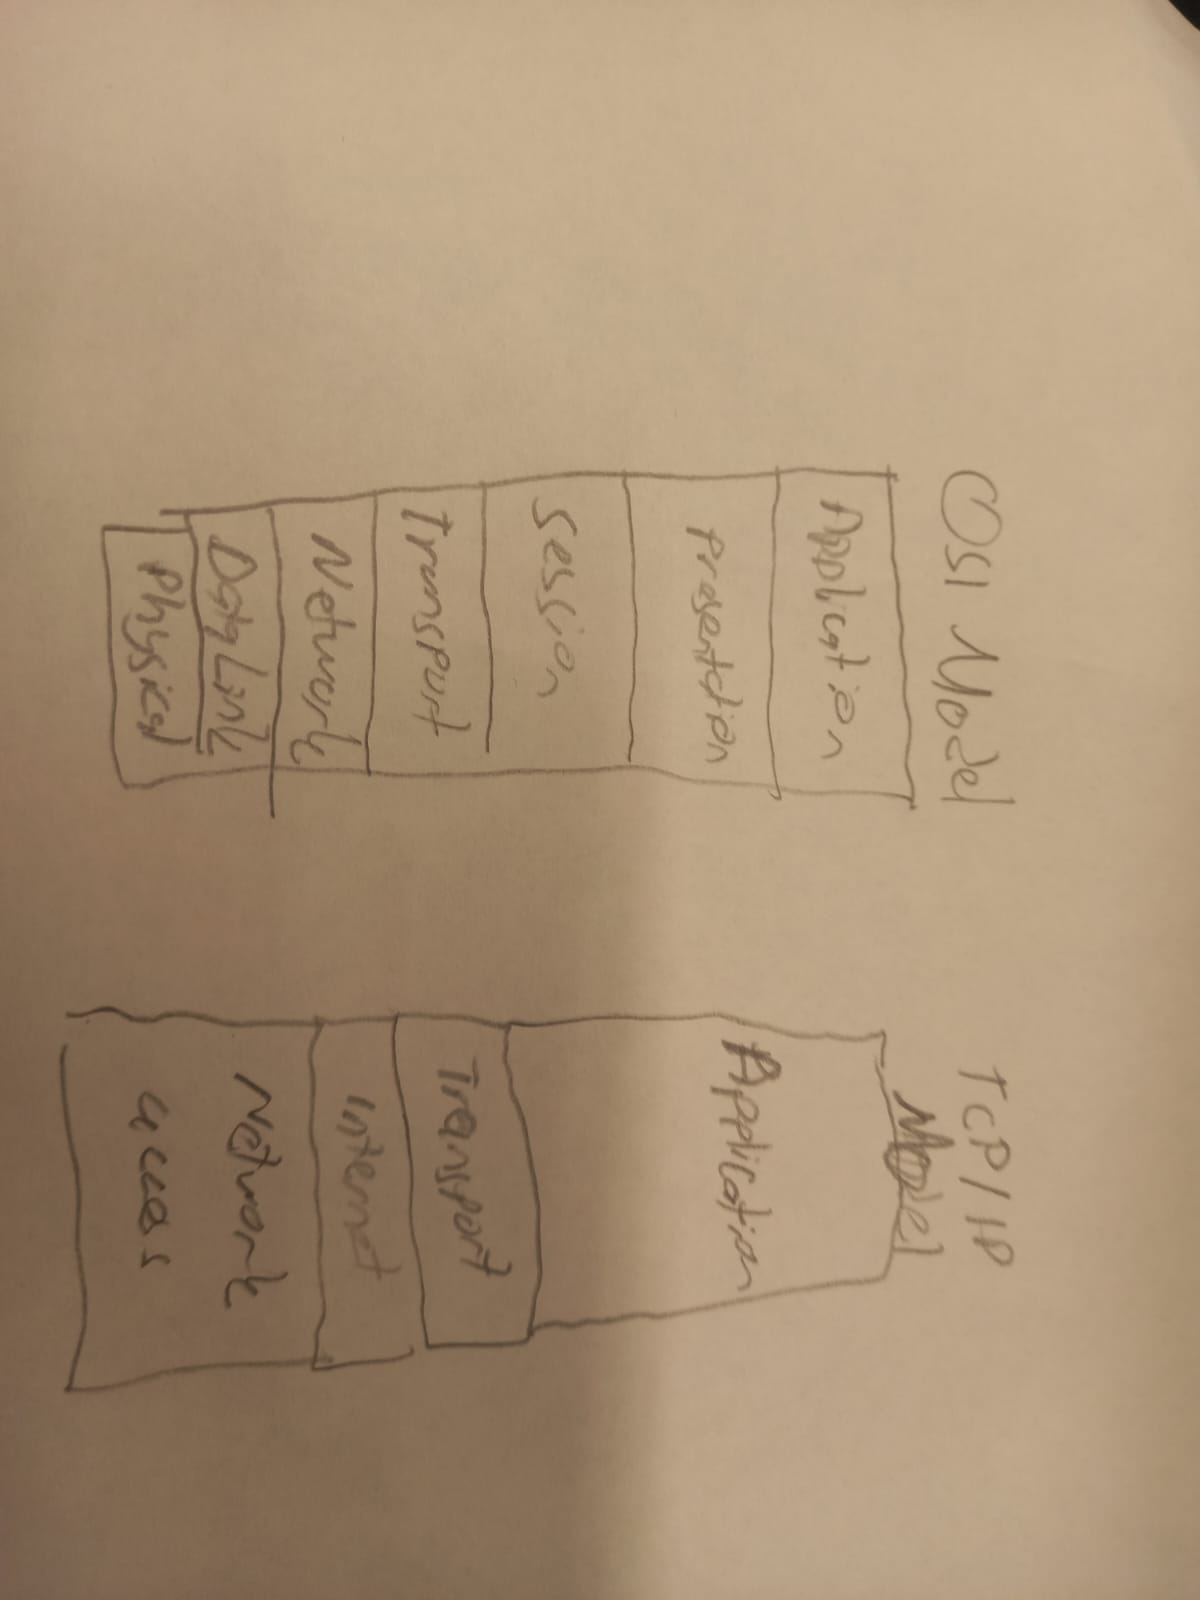 OSI Model
Application
Presentation
Session
Transport
Network
Data Link
Physical
TCP/IP
Model
Application
Transport
Internet
Network
access